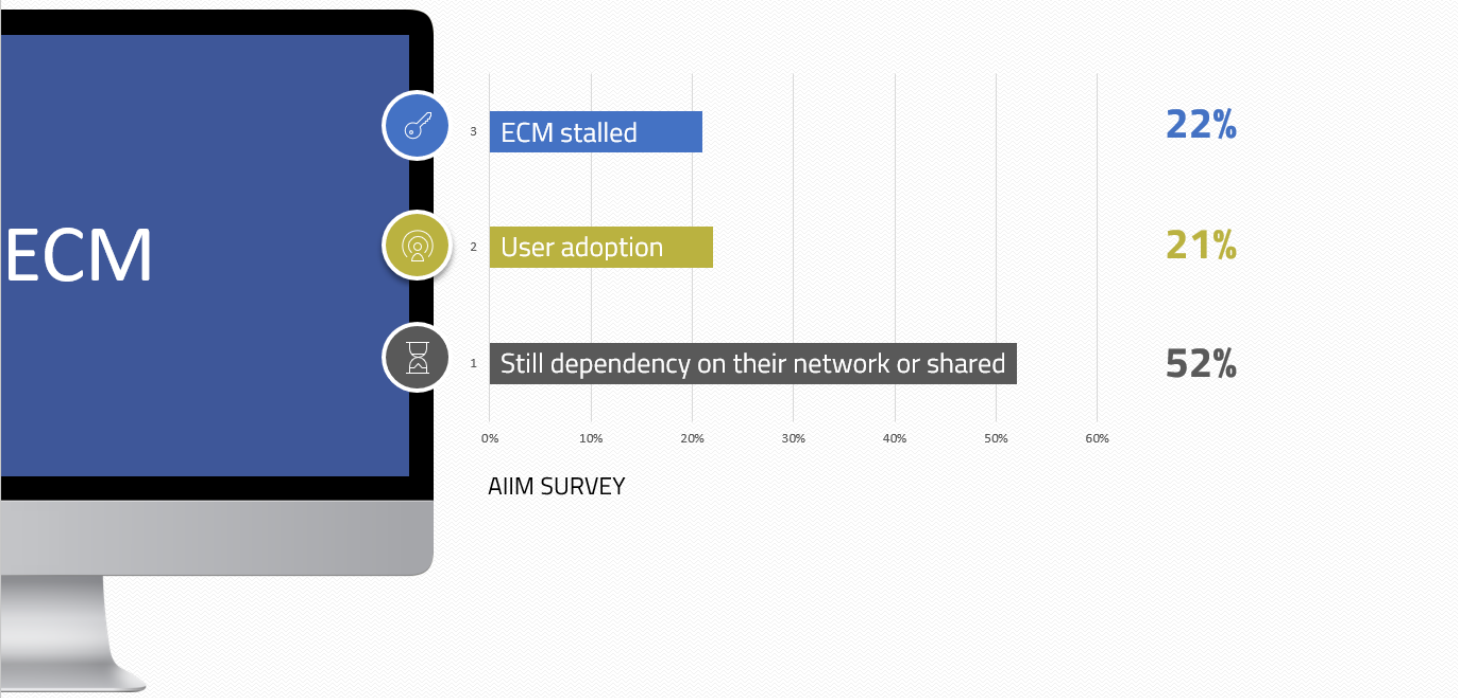 ECM
3 ECM stalled 22%
2 User adoption 21%
1 Still dependency on their network or shared 52%
0% 10% 20% 30% 40% 50% 60%
AIIM SURVEY